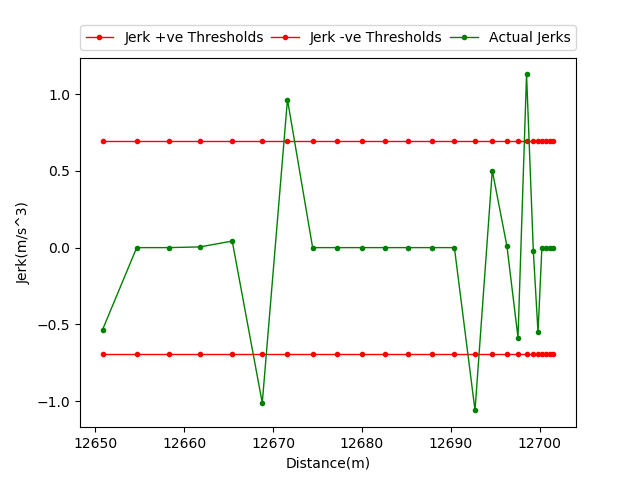 Jerk +ve Thresholds Jerk -ve Thresholds Actual Jerks
1.0
0.5
0.0
−0.5
−1.0
Jerk(m/s^3)
12650 12660 12670 12680 12690 12700
Distance(m)